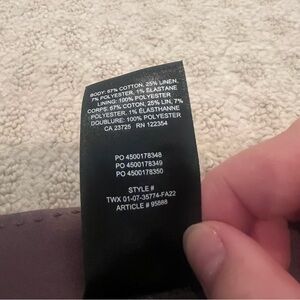 BODY: 67% COTTON, 25% LINEN,
7% POLYESTER, 1% ELASTANE
LINING: 100% POLYESTER
CORPS: 67% COTON, 25% LIN, 7%
POLYESTER, 1% ÉLASTHANNE
DOUBLURE: 100% POLYESTER
CA 23725 RN 122354
PO 4500178348
PO 4500178349
PO 4500178350
STYLE #
TWX 01-07-35774-FA22
ARTICLE # 95888